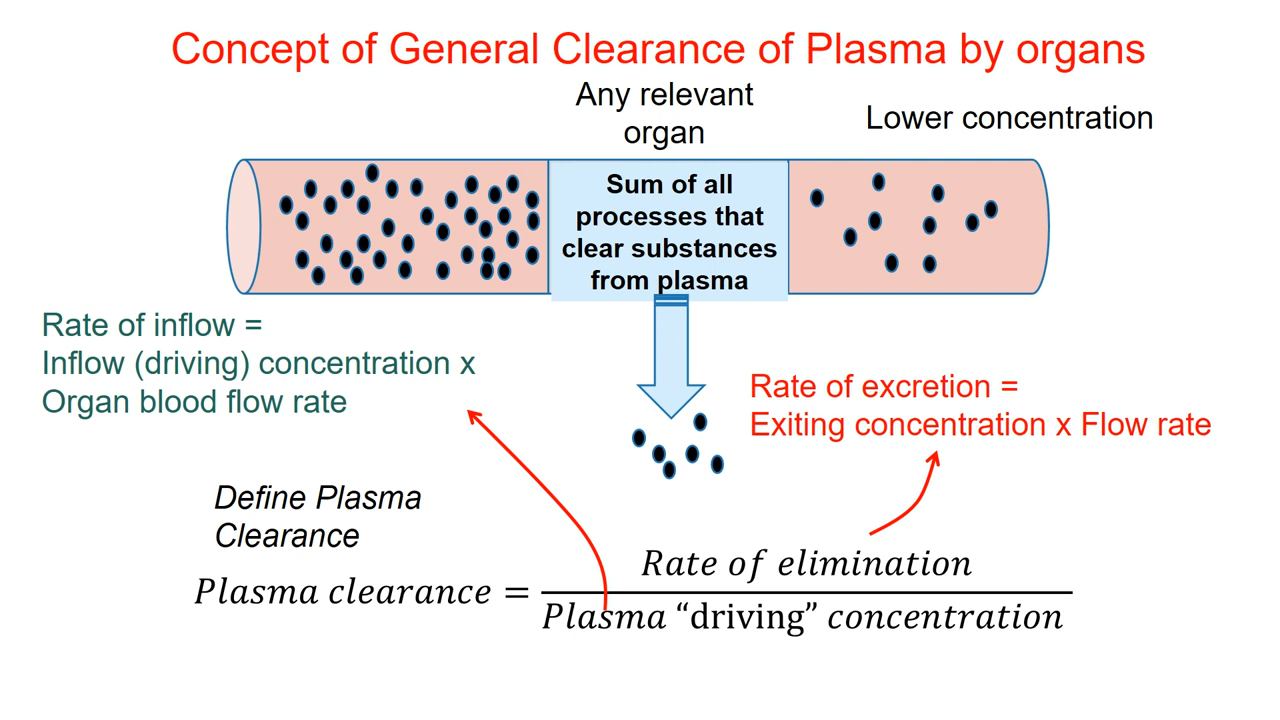 Concept of General Clearance of Plasma by organs
Any relevant
organ
Lower concentration
Sum of all
processes that
clear substances
from plasma
Rate of inflow =
Inflow (driving) concentration x
Organ blood flow rate
Rate of excretion =
Exiting concentration x Flow rate
Define Plasma
Clearance
Plasma clearance =
Rate of elimination
Plasma “driving” concentration